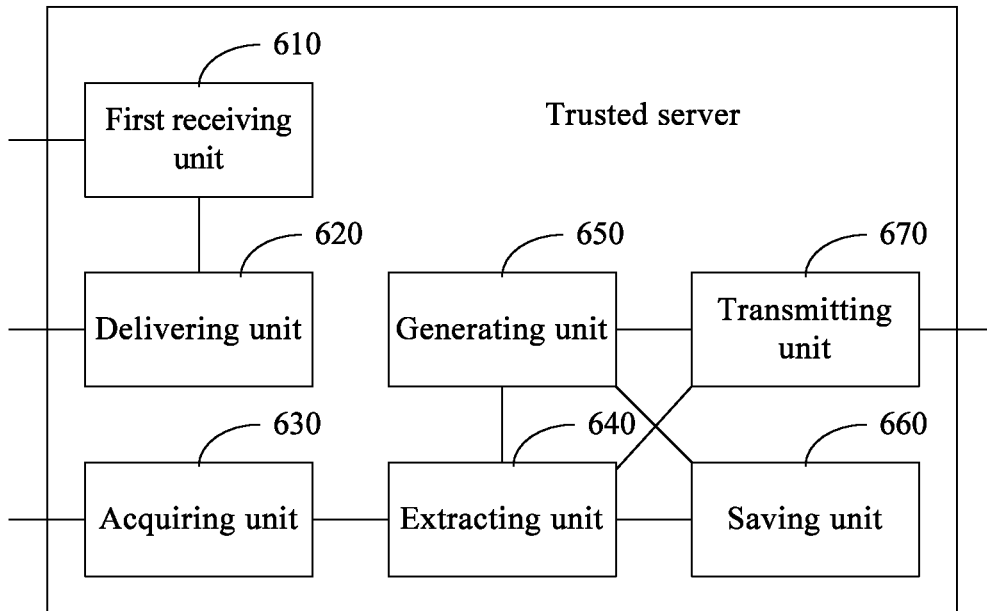 610
First receiving
unit
Trusted server
620
650
670
Delivering unit
Generating unit
Transmitting
unit
630
640
660
Acquiring unit
Extracting unit
Saving unit